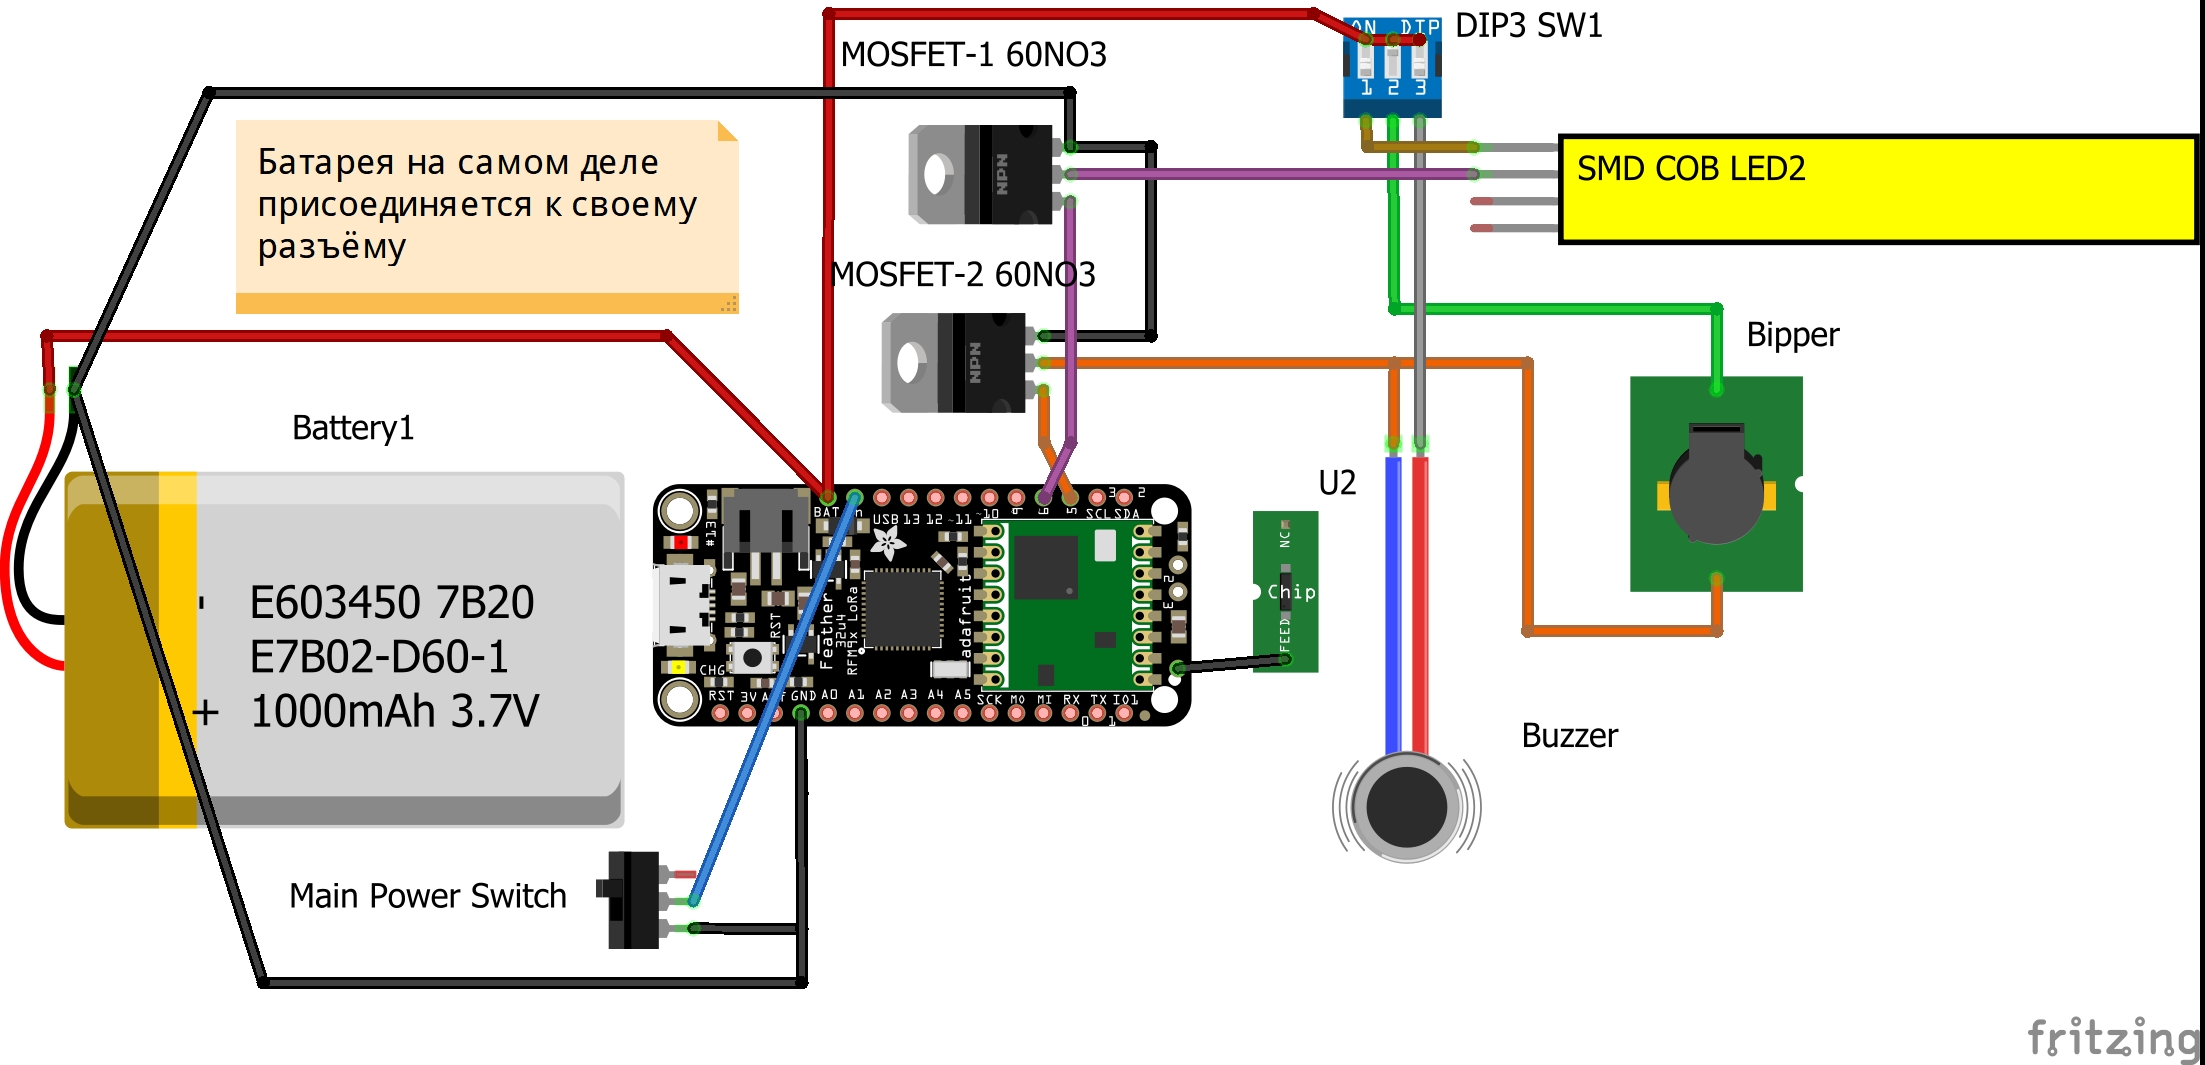 DIP3 SW1
ON DIP
1 2 3
MOSFET-1 60NO3
NPN
SMD COB LED2
Батарея на самом деле
присоединяется к своему
разъёму
MOSFET-2 60NO3
NPN
Bipper
Battery1
U2
NC
Chip
FEED
E603450 7B20
E7B02-D60-1
1000mAh 3.7V
-
+
#13
BAT
USB 13 12 ~11 ~10 9 6 5 SCL SDA
3 2
Feather
32u4
RFM9x LoRa
adafruit
RST
CHG
RST 3V
GND A0 A1 A2 A3 A4 A5 SCK MO MI RX TX IO1
0 1
Buzzer
Main Power Switch
fritzing